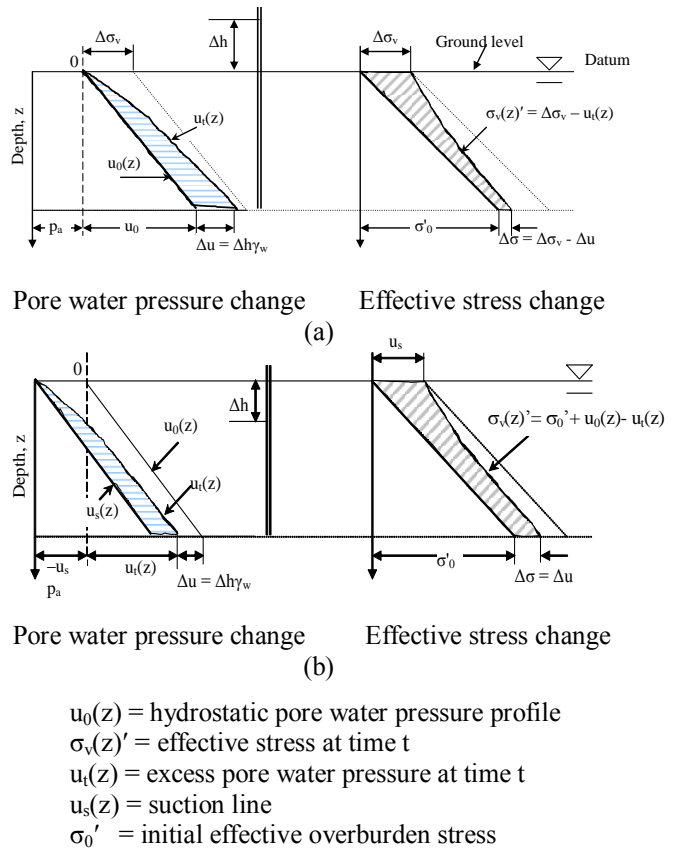 Δσᵥ
Δh
Δσᵥ
Ground level
Datum
0
Depth, z
uₜ(z)
u₀(z)
σᵥ(z)′ = Δσᵥ – uₜ(z)
pₐ
u₀
Δu = Δhγ_w
σ'₀
Δσ = Δσᵥ - Δu
Pore water pressure change
Effective stress change
(a)
0
uₛ
Δh
Depth, z
u₀(z)
uₜ(z)
uₛ(z)
σᵥ(z)’ = σ₀’+ u₀(z)- uₜ(z)
–uₛ
uₜ(z)
pₐ
Δu = Δhγ_w
σ'₀
Δσ = Δu
Pore water pressure change
Effective stress change
(b)
u₀(z) = hydrostatic pore water pressure profile
σᵥ(z)′ = effective stress at time t
uₜ(z) = excess pore water pressure at time t
uₛ(z) = suction line
σ₀′ = initial effective overburden stress